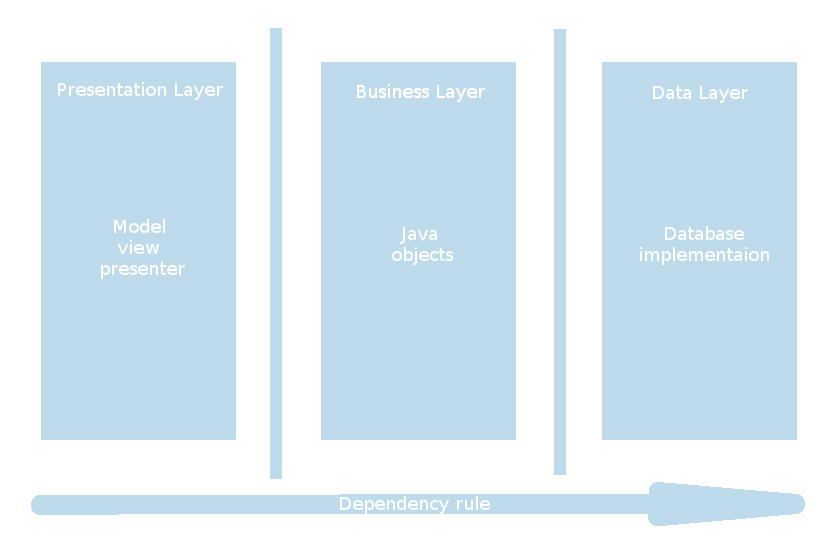 Presentation Layer
Model
view
presenter
Business Layer
Java
objects
Data Layer
Database
implementaion
Dependency rule